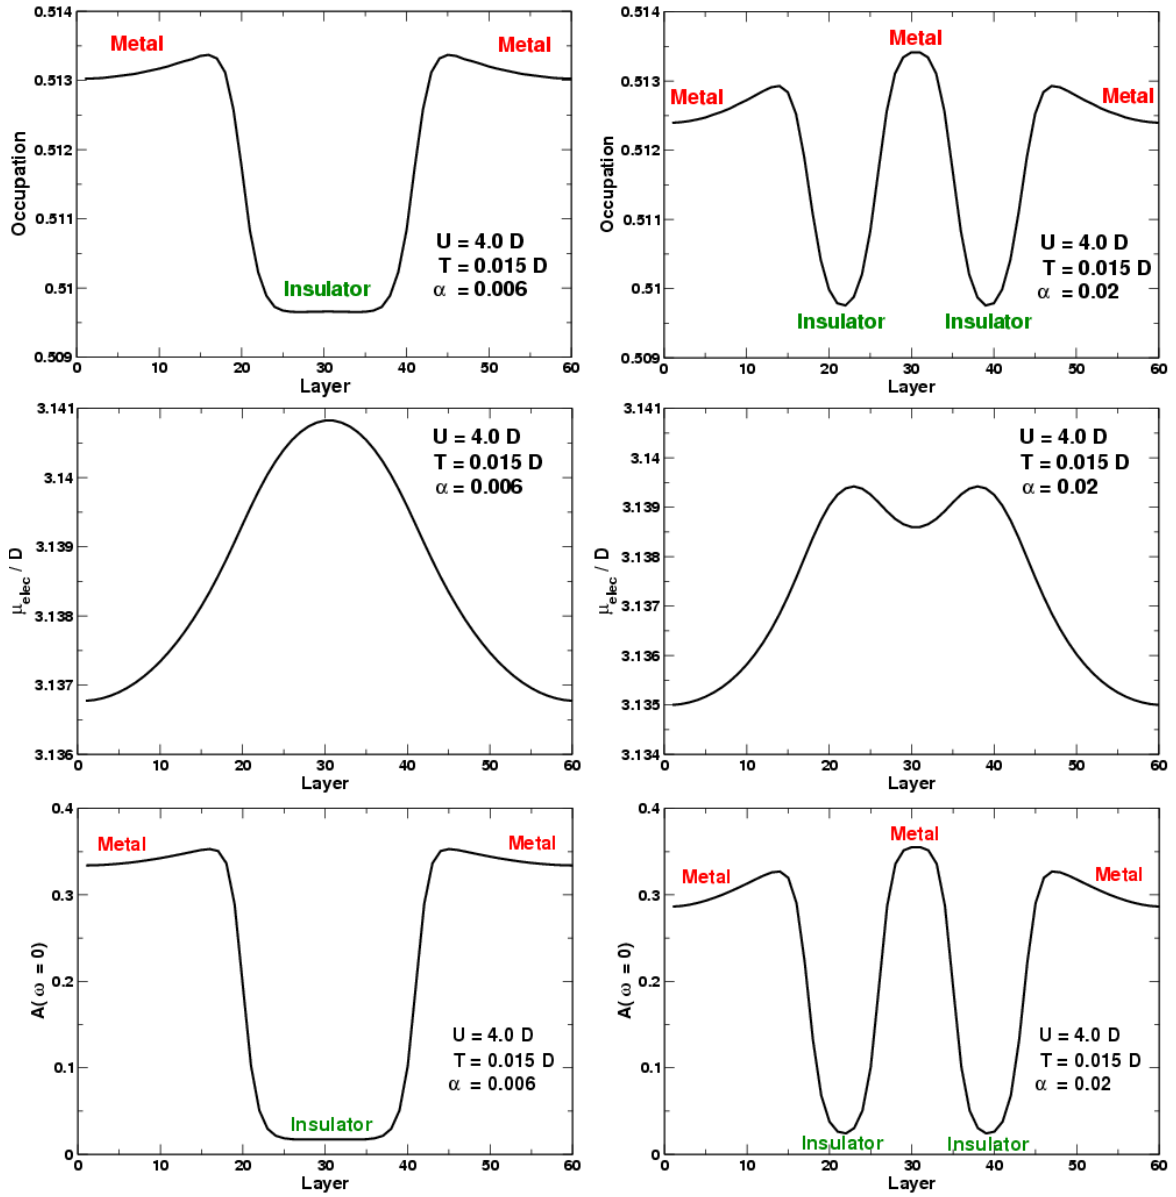 0.514
0.513
0.512
0.511
0.51
0.509
Occupation
Metal
Metal
Insulator
U = 4.0 D
T = 0.015 D
α = 0.006
0 10 20 30 40 50 60
Layer
0.514
0.513
0.512
0.511
0.51
0.509
Occupation
Metal
Metal
Metal
Insulator
Insulator
U = 4.0 D
T = 0.015 D
α = 0.02
0 10 20 30 40 50 60
Layer
3.141
3.14
3.139
3.138
3.137
3.136
μelec / D
U = 4.0 D
T = 0.015 D
α = 0.006
0 10 20 30 40 50 60
Layer
3.141
3.14
3.139
3.138
3.137
3.136
3.135
3.134
μelec / D
U = 4.0 D
T = 0.015 D
α = 0.02
0 10 20 30 40 50 60
Layer
0.4
0.3
0.2
0.1
0
A( ω = 0)
Metal
Metal
Insulator
U = 4.0 D
T = 0.015 D
α = 0.006
0 10 20 30 40 50 60
Layer
0.4
0.3
0.2
0.1
0
A( ω = 0)
Metal
Metal
Metal
Insulator
Insulator
U = 4.0 D
T = 0.015 D
α = 0.02
0 10 20 30 40 50 60
Layer